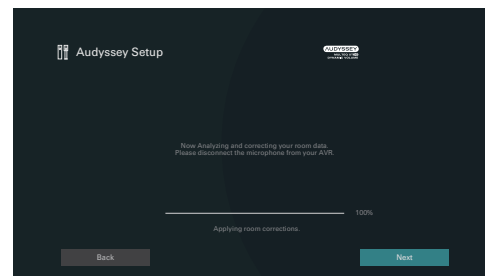 Audyssey Setup
AUDYSSEY
Now Analyzing and correcting your room data.
Please disconnect the microphone from your AVR.
100%
Applying room corrections.
Back
Next